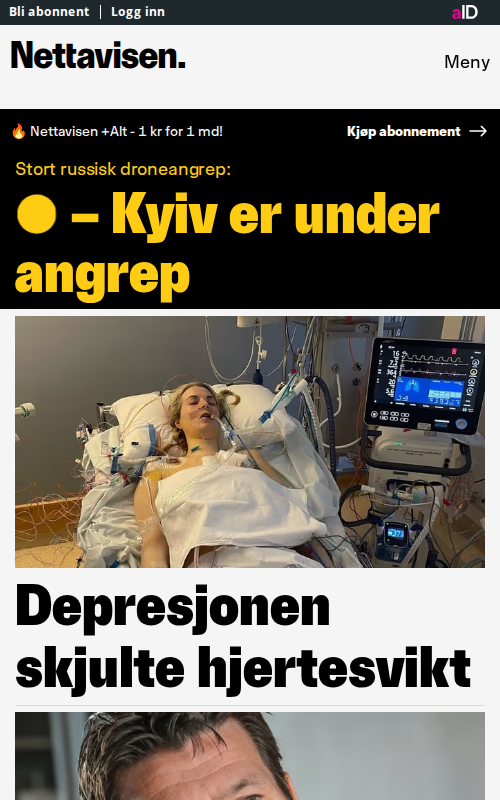 Bli abonnent | Logg inn
aID
Nettavisen.
Meny
🔥 Nettavisen +Alt - 1 kr for 1 md!
Kjøp abonnement →
Stort russisk droneangrep:
– Kyiv er under
angrep
Depresjonen
skjulte hjertesvikt